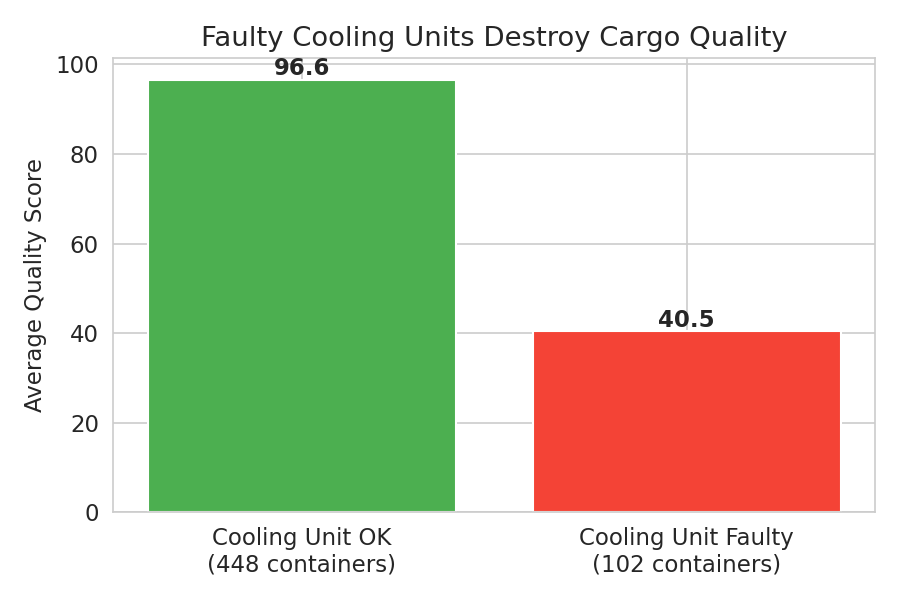 Faulty Cooling Units Destroy Cargo Quality
Average Quality Score
100
80
60
40
20
0
96.6
40.5
Cooling Unit OK
(448 containers)
Cooling Unit Faulty
(102 containers)